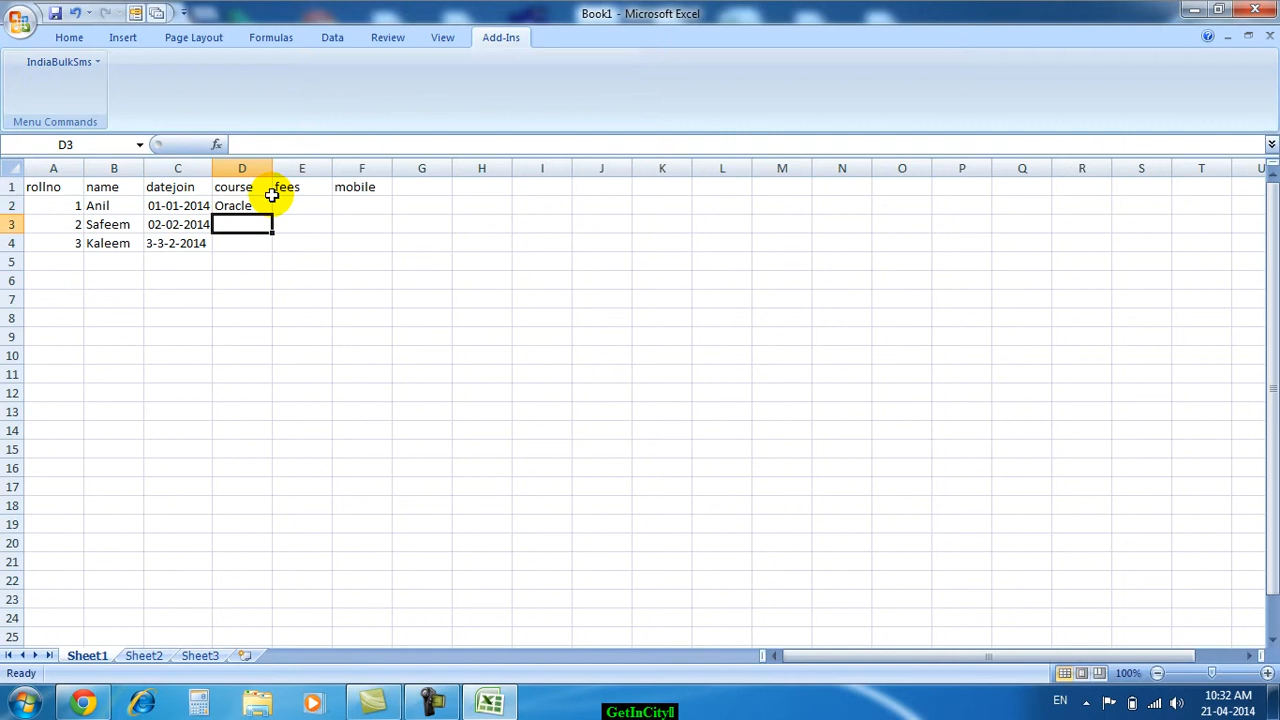 Book1 - Microsoft Excel
Home Insert Page Layout Formulas Data Review View Add-Ins
IndiaBulkSms
Menu Commands
D3 fx
A B C D E F G H I J K L M N O P Q R S T U
1 rollno name datejoin course fees mobile
2 1 Anil 01-01-2014 Oracle
3 2 Safeem 02-02-2014
4 3 Kaleem 3-3-2-2014
5
6
7
8
9
10
11
12
13
14
15
16
17
18
19
20
21
22
23
24
25
Sheet1 Sheet2 Sheet3
Ready 100%
EN 10:32 AM
21-04-2014
GetInCity